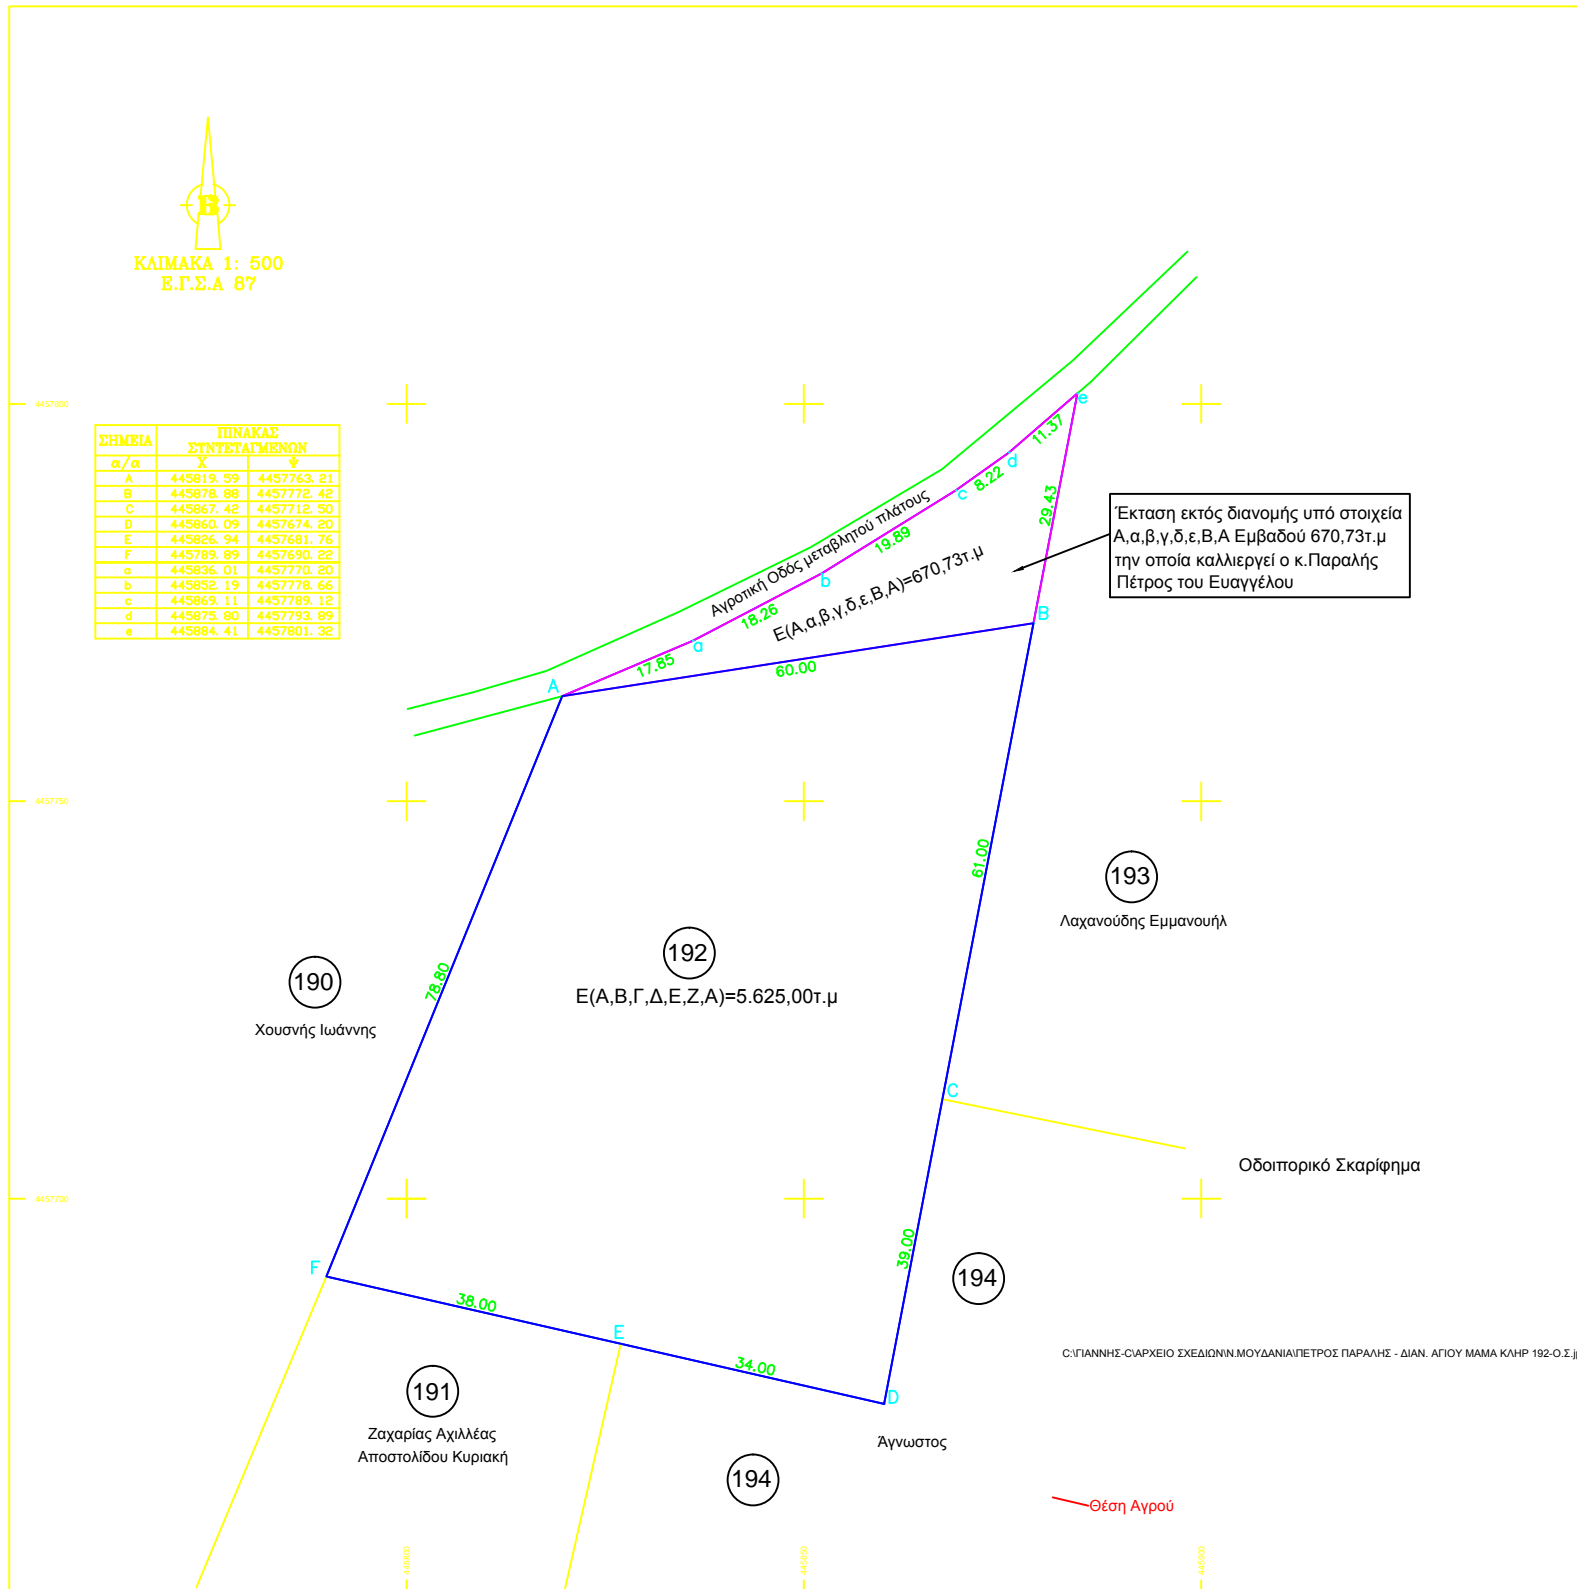 B
ΚΛΙΜΑΚΑ 1: 500
Ε.Γ.Σ.Α 87
4457800
ΣΗΜΕΙΑ ΠΙΝΑΚΑΣ ΣΥΝΤΕΤΑΓΜΕΝΩΝ
α/α Χ Ψ
A 445819.59 4457763.21
B 445878.88 4457772.42
C 445867.42 4457712.50
D 445860.09 4457674.20
E 445826.94 4457681.76
F 445789.89 4457690.22
a 445836.01 4457770.20
b 445852.19 4457778.66
c 445869.11 4457789.12
d 445875.80 4457793.89
e 445884.41 4457801.32
e
11.37
d
8.22
c
29.43
Αγροτική Οδός μεταβλητού πλάτους
19.89
b
18.26
a
17.85
Ε(Α,α,β,γ,δ,ε,Β,Α)=670,73τ.μ
Έκταση εκτός διανομής υπό στοιχεία
Α,α,β,γ,δ,ε,Β,Α Εμβαδού 670,73τ.μ
την οποία καλλιεργεί ο κ.Παραλής
Πέτρος του Ευαγγέλου
B
A
60.00
4457750
61.00
193
Λαχανούδης Εμμανουήλ
192
Ε(Α,Β,Γ,Δ,Ε,Ζ,Α)=5.625,00τ.μ
78.80
190
Χουσνής Ιωάννης
C
Οδοιπορικό Σκαρίφημα
4457700
39.00
F
38.00
194
E
34.00
C:\ΓΙΑΝΝΗΣ-C\ΑΡΧΕΙΟ ΣΧΕΔΙΩΝ\Ν.ΜΟΥΔΑΝΙΑ\ΠΕΤΡΟΣ ΠΑΡΑΛΗΣ - ΔΙΑΝ. ΑΓΙΟΥ ΜΑΜΑ ΚΛΗΡ 192-Ο.Σ.j
191
Ζαχαρίας Αχιλλέας
Αποστολίδου Κυριακή
D
Άγνωστος
194
Θέση Αγρού
445800
445850
445900